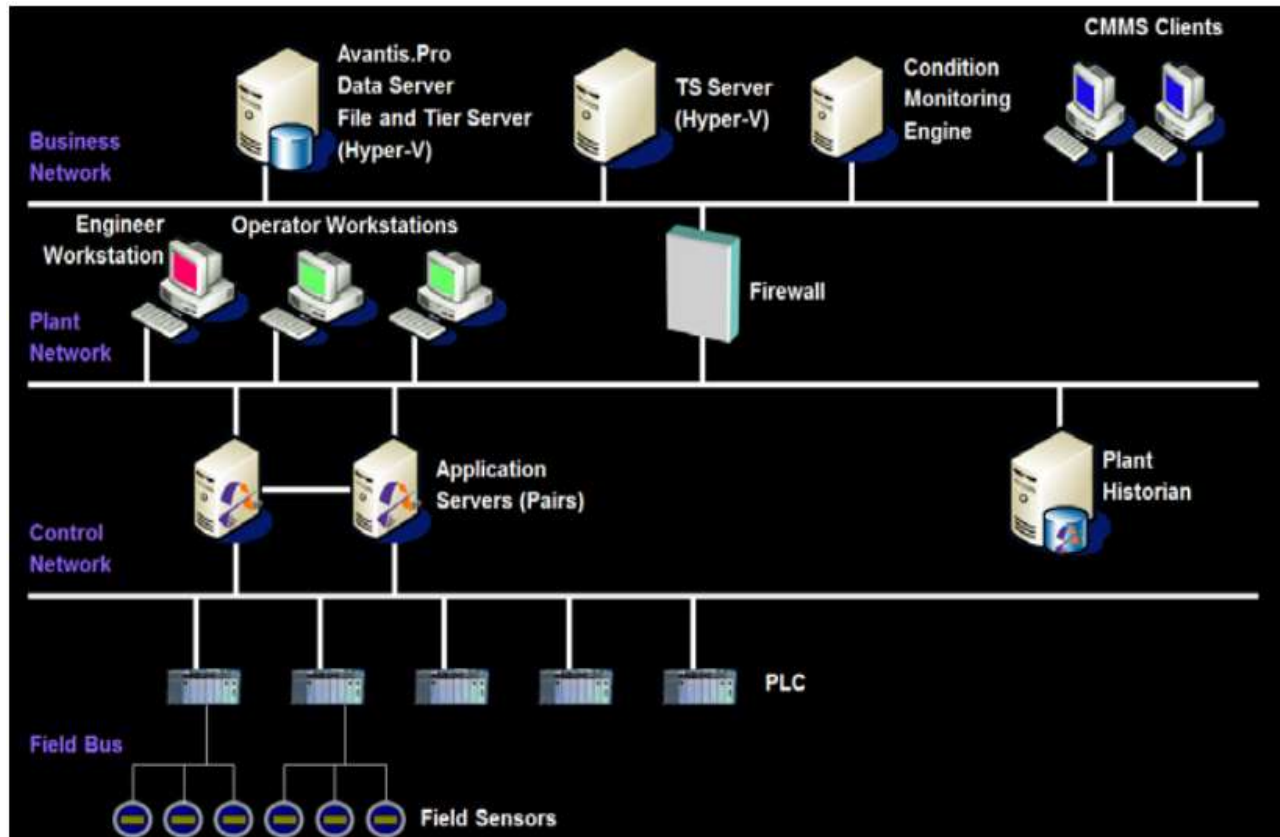 CMMS Clients
Avantis.Pro
Data Server
File and Tier Server
(Hyper-V)
TS Server
(Hyper-V)
Condition
Monitoring
Engine
Business
Network
Engineer
Workstation
Operator Workstations
Firewall
Plant
Network
Application
Servers (Pairs)
Plant
Historian
Control
Network
PLC
Field Bus
Field Sensors